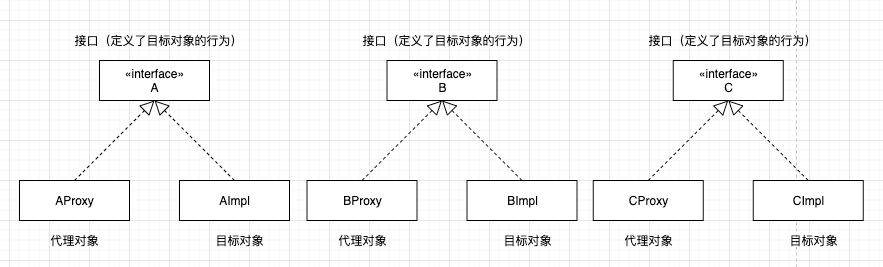 接口（定义了目标对象的行为）
接口（定义了目标对象的行为）
接口（定义了目标对象的行为）
«interface»
A
«interface»
B
«interface»
C
AProxy
AImpl
BProxy
BImpl
CProxy
CImpl
代理对象
目标对象
代理对象
目标对象
代理对象
目标对象